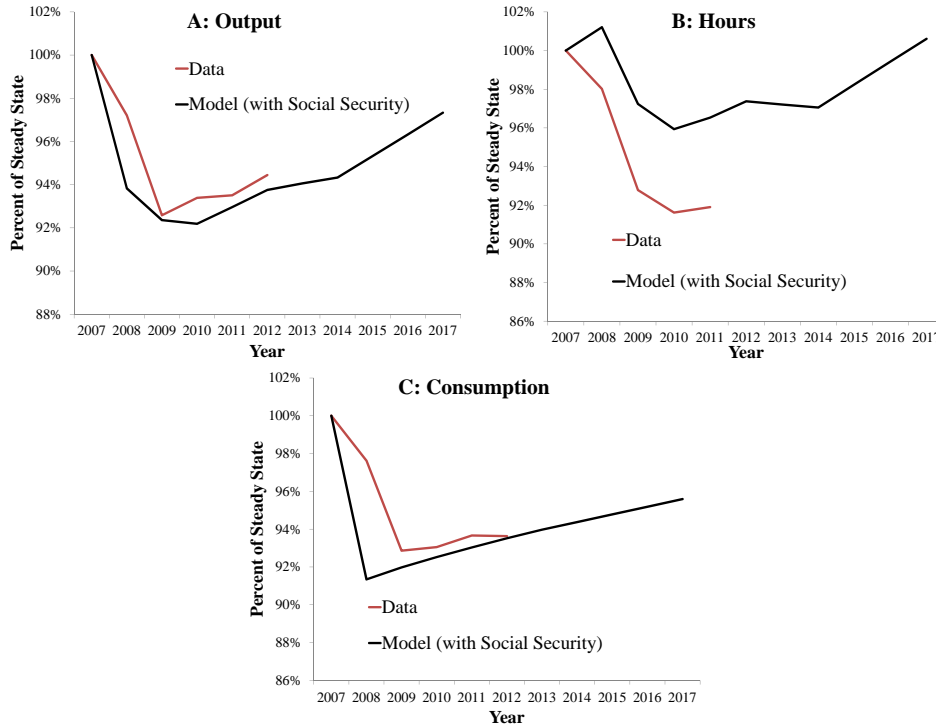 A: Output
102%
100%
98%
96%
94%
92%
90%
88%
Percent of Steady State
Data
Model (with Social Security)
2007 2008 2009 2010 2011 2012 2013 2014 2015 2016 2017
Year
B: Hours
102%
100%
98%
96%
94%
92%
90%
88%
86%
Percent of Steady State
Data
Model (with Social Security)
2007 2008 2009 2010 2011 2012 2013 2014 2015 2016 2017
Year
C: Consumption
102%
100%
98%
96%
94%
92%
90%
88%
86%
Percent of Steady State
Data
Model (with Social Security)
2007 2008 2009 2010 2011 2012 2013 2014 2015 2016 2017
Year